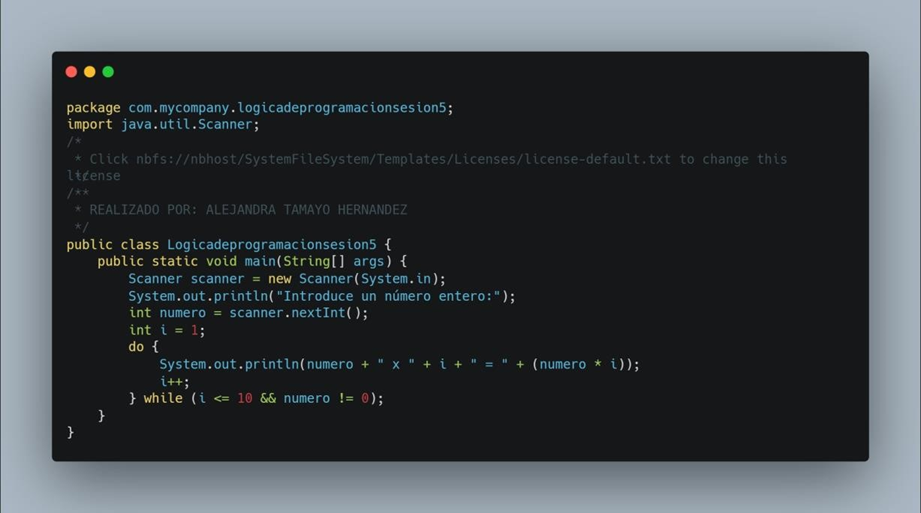 package com.mycompany.logicadeprogramacionsesion5;
import java.util.Scanner;
/*
 * Click nbfs://nbhost/SystemFileSystem/Templates/Licenses/license-default.txt to change this
license
 */
/**
 * REALIZADO POR: ALEJANDRA TAMAYO HERNANDEZ
 */
public class Logicadeprogramacionsesion5 {
    public static void main(String[] args) {
        Scanner scanner = new Scanner(System.in);
        System.out.println("Introduce un número entero:");
        int numero = scanner.nextInt();
        int i = 1;
        do {
            System.out.println(numero + " x " + i + " = " + (numero * i));
            i++;
        } while (i <= 10 && numero != 0);
    }
}